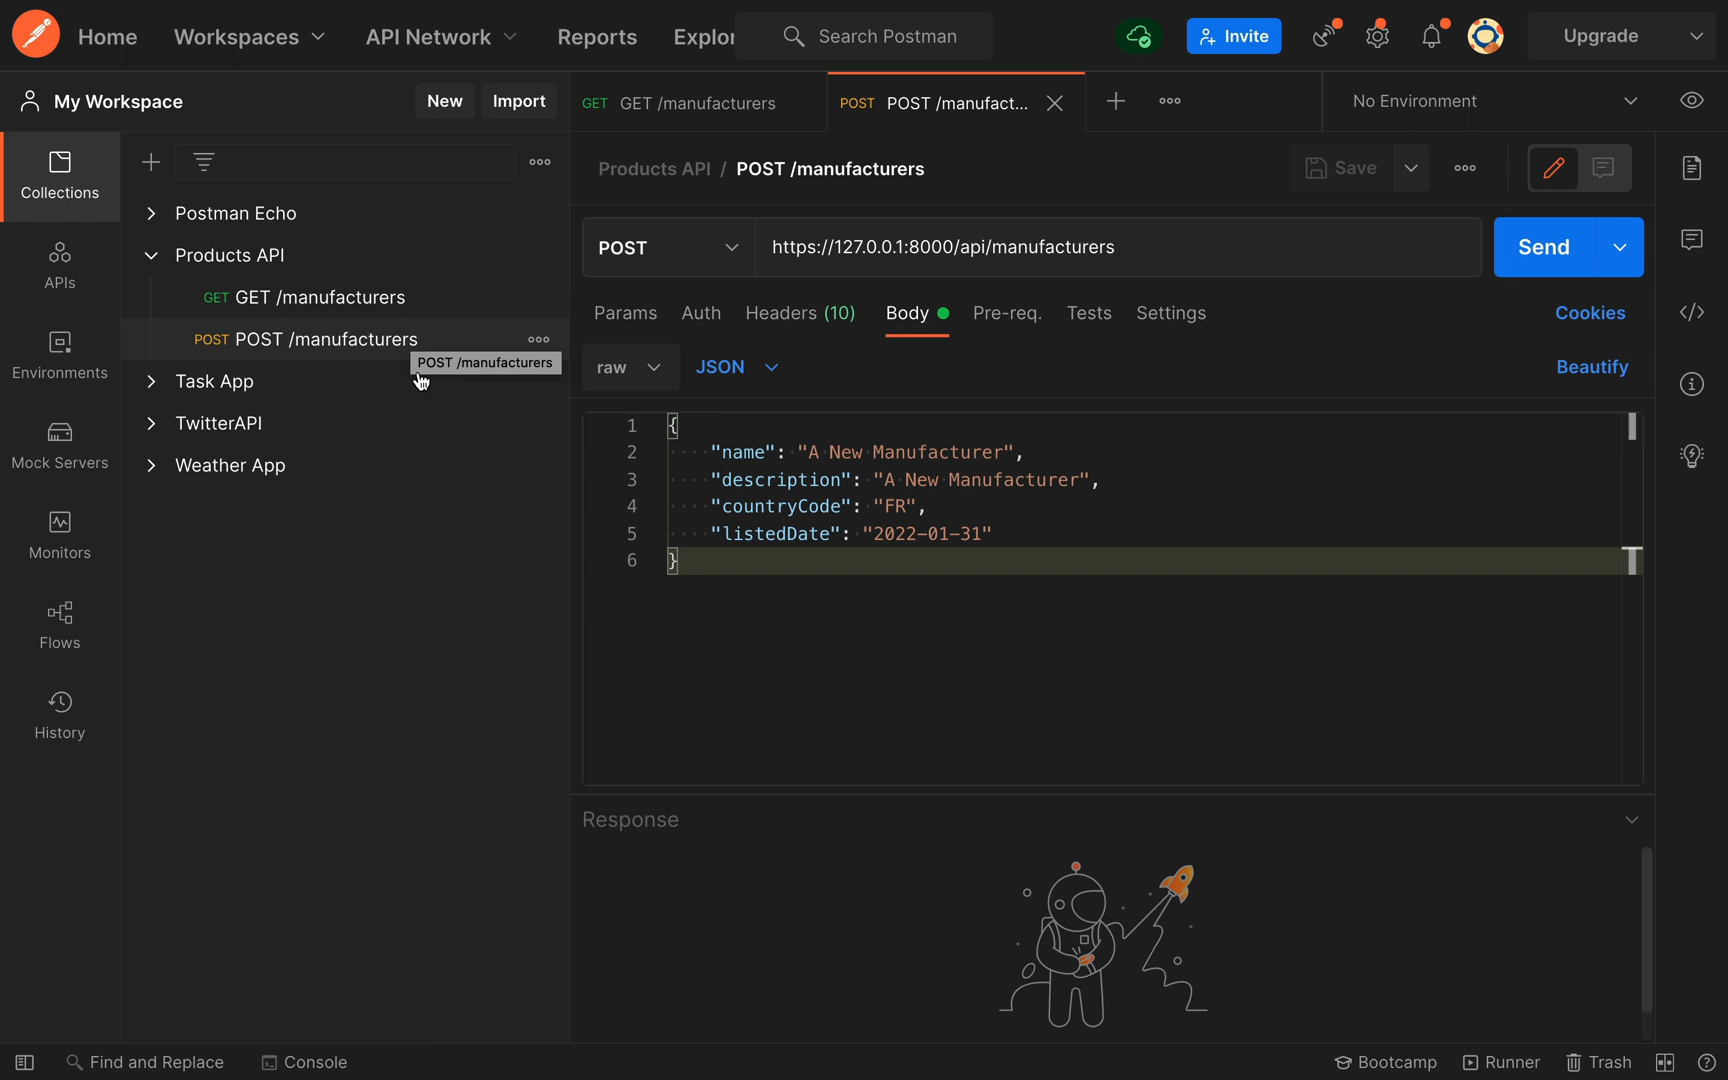 Home Workspaces API Network Reports Explor Search Postman Invite Upgrade
My Workspace New Import
GET GET /manufacturers POST POST /manufact... No Environment
Collections
APIs
Environments
Mock Servers
Monitors
Flows
History
Postman Echo
Products API
GET GET /manufacturers
POST POST /manufacturers
POST /manufacturers
Task App
TwitterAPI
Weather App
Products API / POST /manufacturers Save
POST https://127.0.0.1:8000/api/manufacturers Send
Params Auth Headers (10) Body Pre-req. Tests Settings Cookies
raw JSON Beautify
1 {
2 "name": "A New Manufacturer",
3 "description": "A New Manufacturer",
4 "countryCode": "FR",
5 "listedDate": "2022-01-31"
6 }
Response
Find and Replace Console Bootcamp Runner Trash